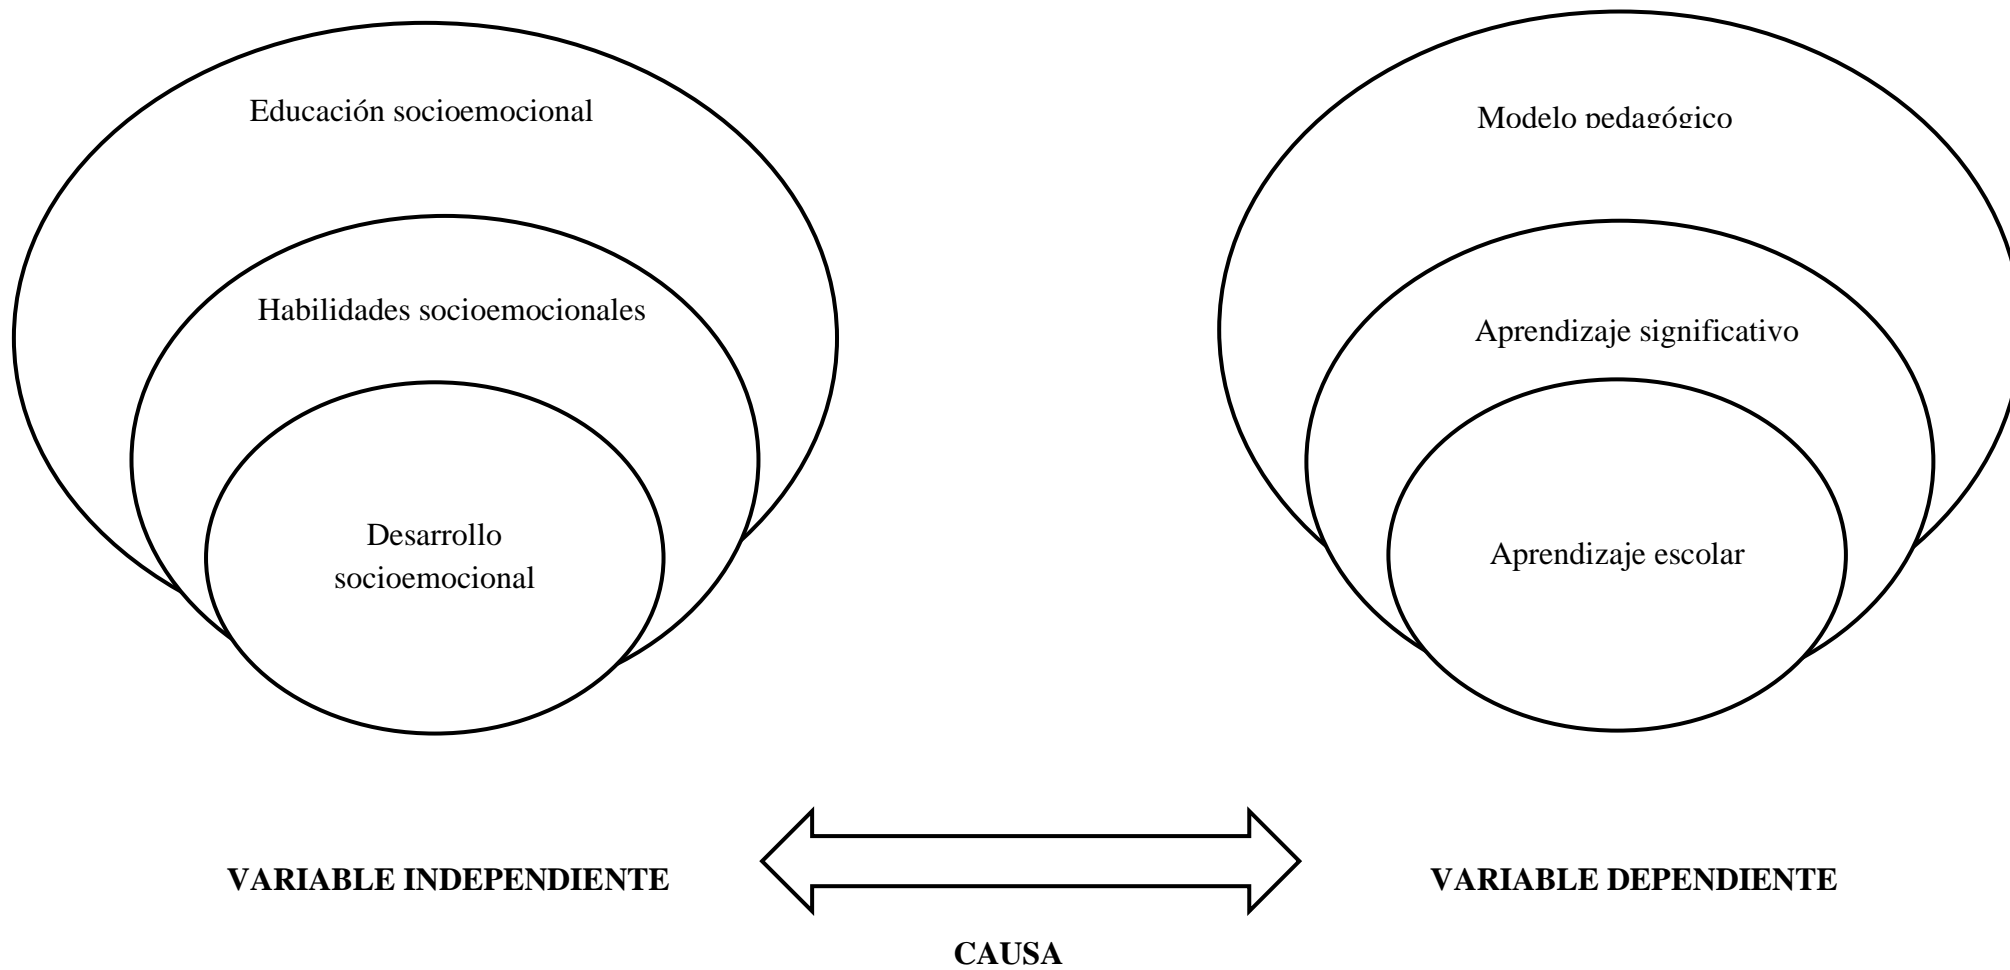 Educación socioemocional
Habilidades socioemocionales
Desarrollo
socioemocional
Modelo pedagógico
Aprendizaje significativo
Aprendizaje escolar
VARIABLE INDEPENDIENTE
VARIABLE DEPENDIENTE
CAUSA